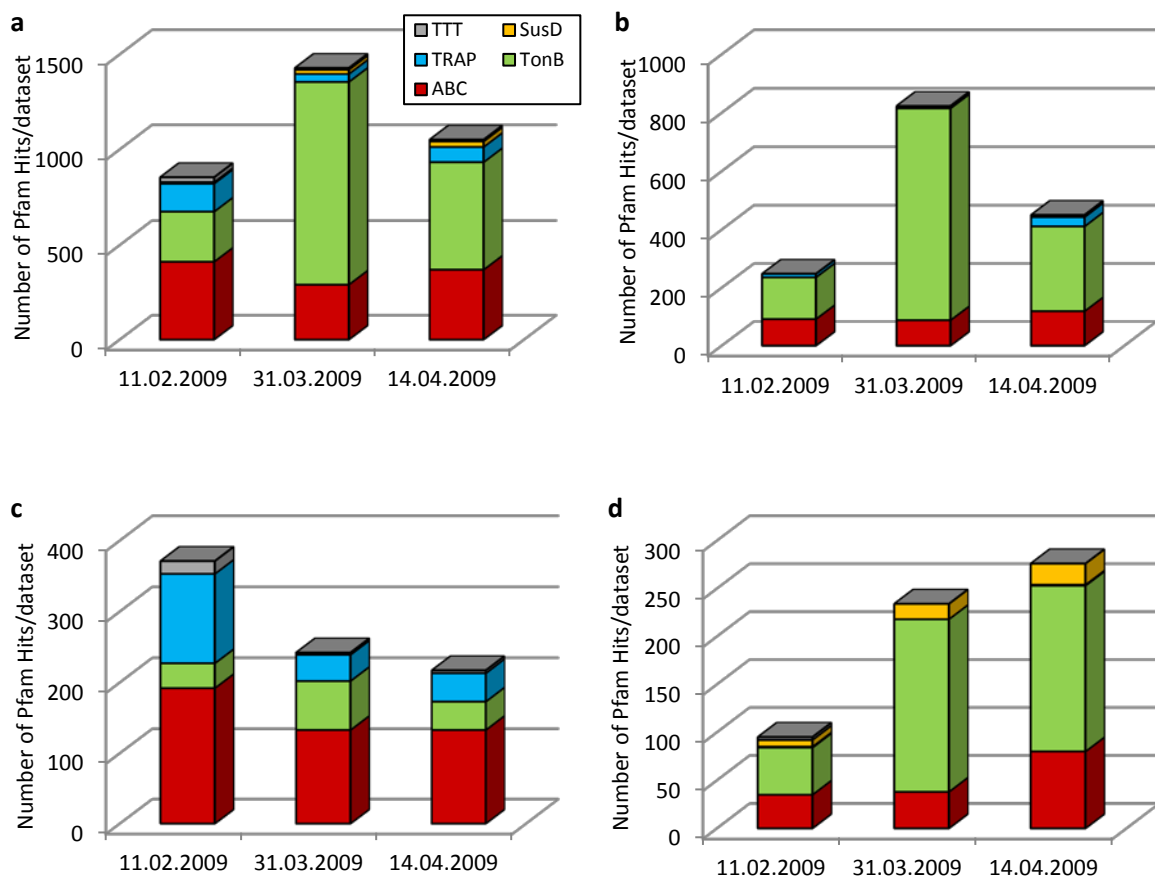 a
TTT
SusD
TRAP
TonB
ABC
Number of Pfam Hits/dataset
1500
1000
500
0
11.02.2009
31.03.2009
14.04.2009
b
Number of Pfam Hits/dataset
1000
800
600
400
200
0
11.02.2009
31.03.2009
14.04.2009
c
Number of Pfam Hits/dataset
400
300
200
100
0
11.02.2009
31.03.2009
14.04.2009
d
Number of Pfam Hits/dataset
300
250
200
150
100
50
0
11.02.2009
31.03.2009
14.04.2009